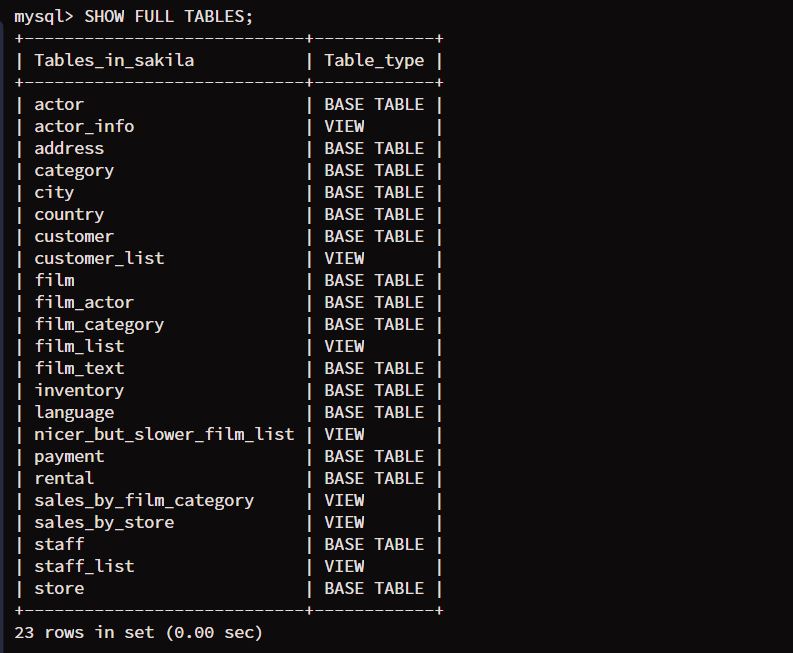 mysql> SHOW FULL TABLES;
+----------------------------+------------+
| Tables_in_sakila           | Table_type |
+----------------------------+------------+
| actor                      | BASE TABLE |
| actor_info                 | VIEW       |
| address                    | BASE TABLE |
| category                   | BASE TABLE |
| city                       | BASE TABLE |
| country                    | BASE TABLE |
| customer                   | BASE TABLE |
| customer_list              | VIEW       |
| film                       | BASE TABLE |
| film_actor                 | BASE TABLE |
| film_category              | BASE TABLE |
| film_list                  | VIEW       |
| film_text                  | BASE TABLE |
| inventory                  | BASE TABLE |
| language                   | BASE TABLE |
| nicer_but_slower_film_list | VIEW       |
| payment                    | BASE TABLE |
| rental                     | BASE TABLE |
| sales_by_film_category     | VIEW       |
| sales_by_store             | VIEW       |
| staff                      | BASE TABLE |
| staff_list                 | VIEW       |
| store                      | BASE TABLE |
+----------------------------+------------+
23 rows in set (0.00 sec)